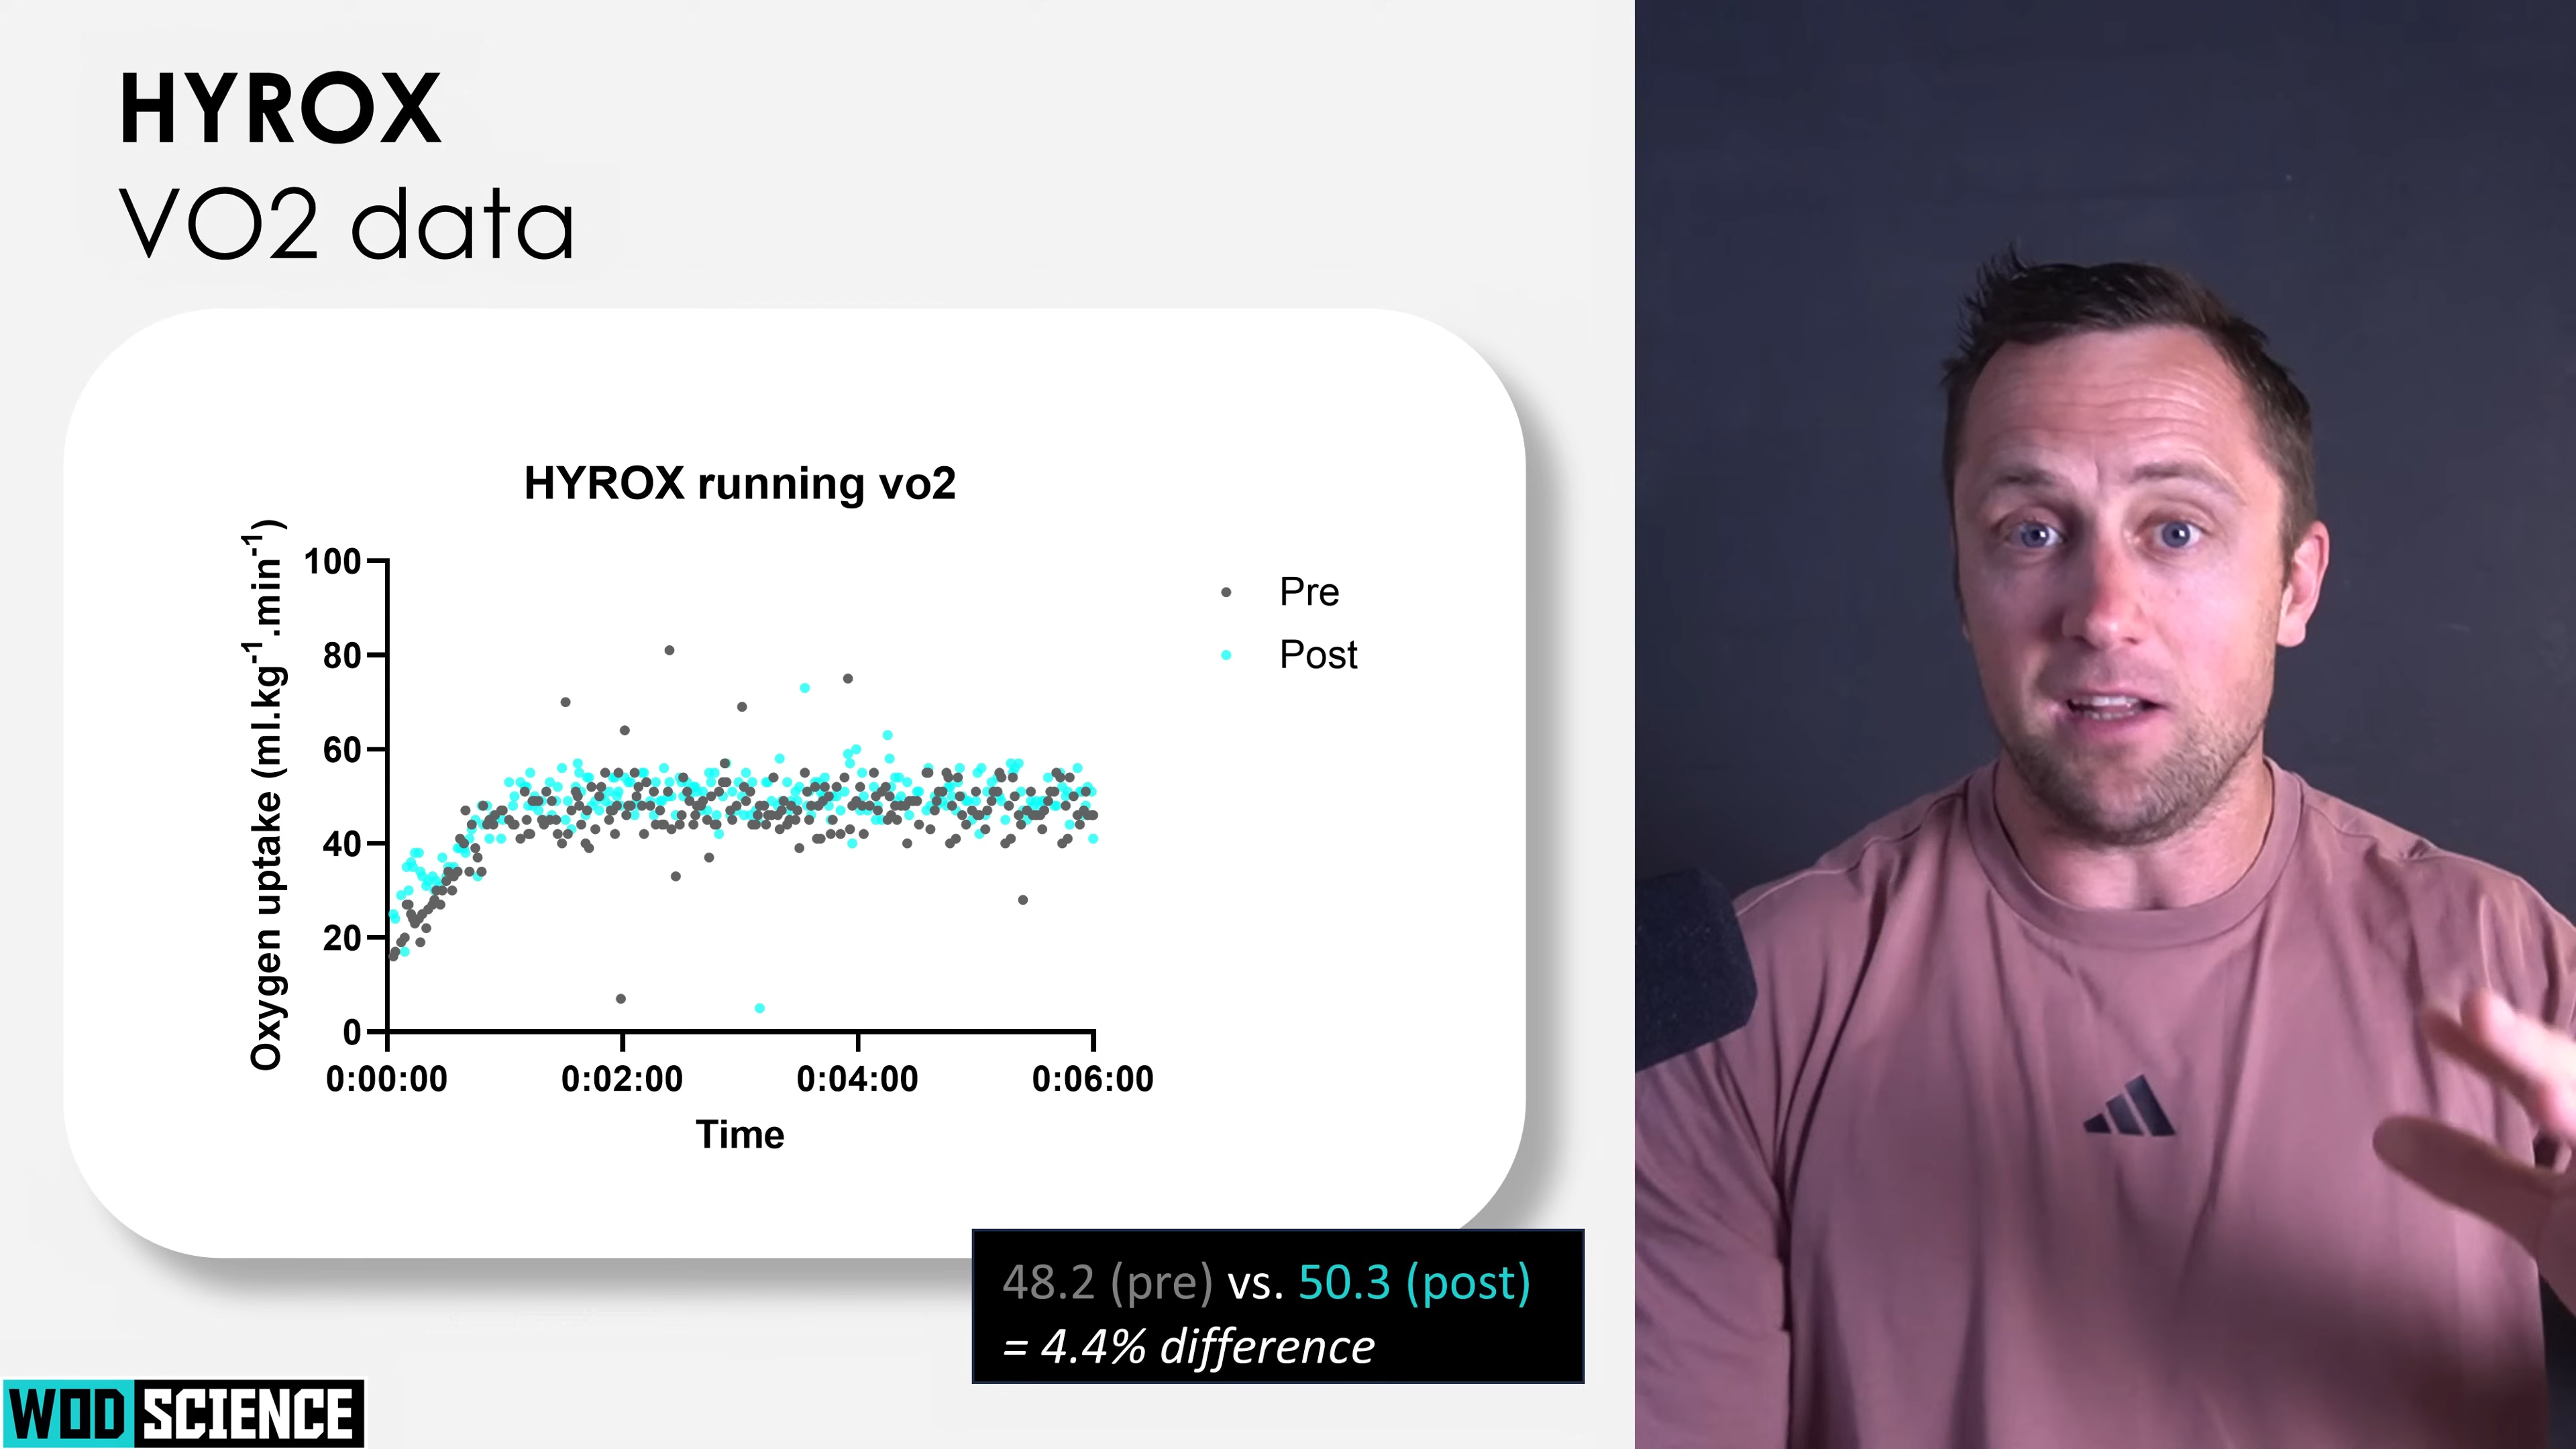 HYROX
VO2 data
HYROX running vo2
Oxygen uptake (ml.kg⁻¹.min⁻¹)
100
80
60
40
20
0
0:00:00 0:02:00 0:04:00 0:06:00
Time
Pre
Post
48.2 (pre) vs. 50.3 (post)
= 4.4% difference
WOD SCIENCE